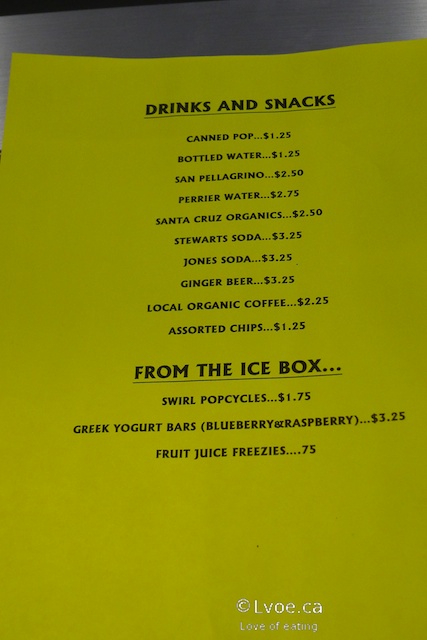 DRINKS AND SNACKS
CANNED POP...$1.25
BOTTLED WATER...$1.25
SAN PELLAGRINO...$2.50
PERRIER WATER...$2.75
SANTA CRUZ ORGANICS...$2.50
STEWARTS SODA...$3.25
JONES SODA...$3.25
GINGER BEER...$3.25
LOCAL ORGANIC COFFEE...$2.25
ASSORTED CHIPS...$1.25
FROM THE ICE BOX...
SWIRL POPCYCLES...$1.75
GREEK YOGURT BARS (BLUEBERRY&RASPBERRY)...$3.25
FRUIT JUICE FREEZIES....75
© Lvoe.ca
Love of eating